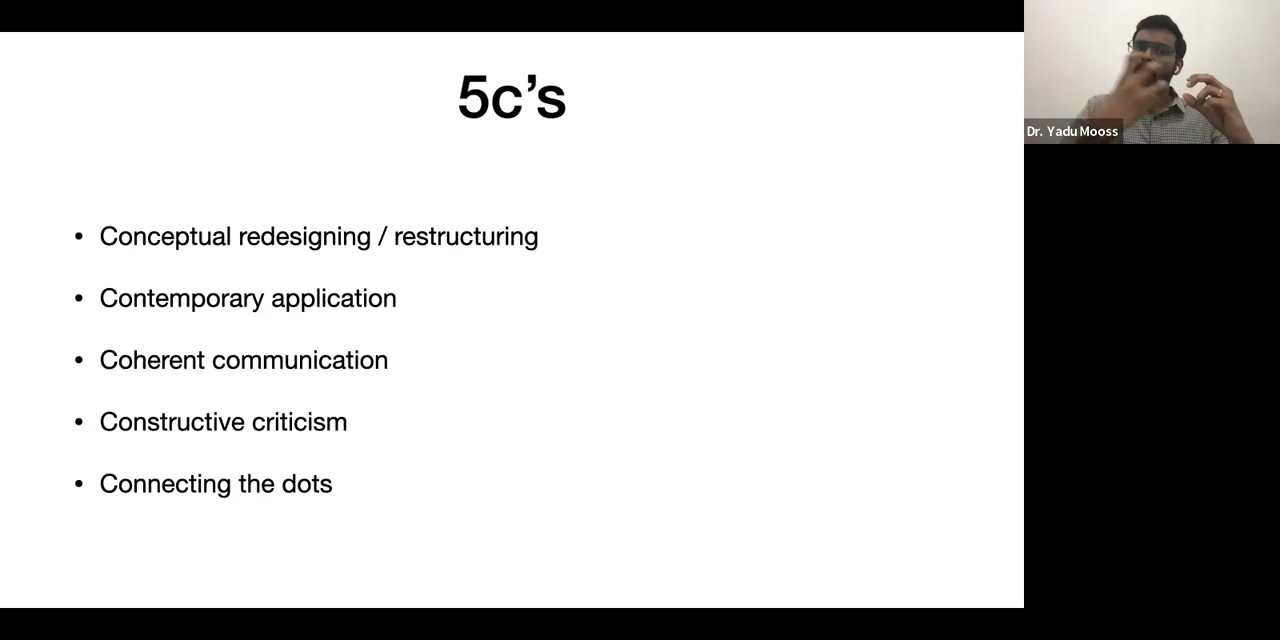 5c’s
• Conceptual redesigning / restructuring
• Contemporary application
• Coherent communication
• Constructive criticism
• Connecting the dots
Dr. Yadu Mooss